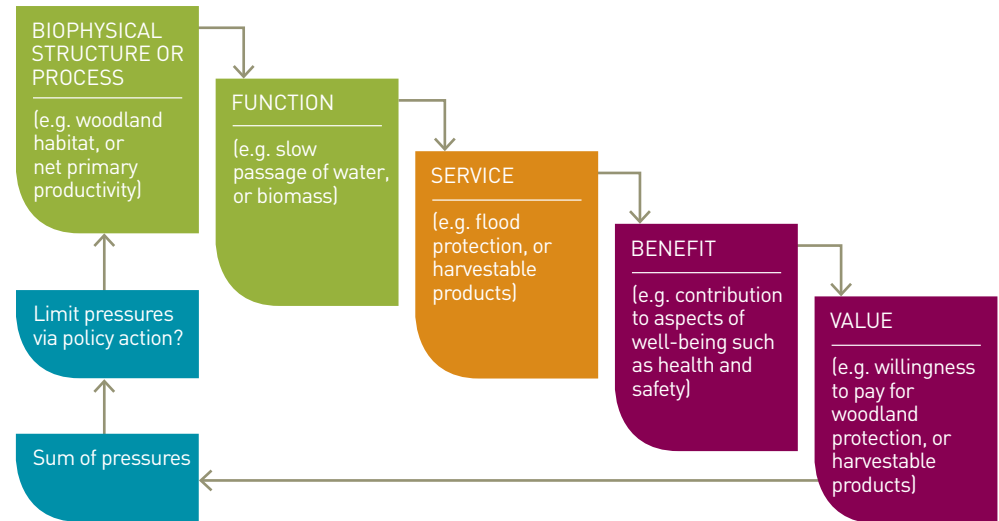 BIOPHYSICAL
STRUCTURE OR
PROCESS
(e.g. woodland
habitat, or
net primary
productivity)
FUNCTION
(e.g. slow
passage of water,
or biomass)
SERVICE
(e.g. flood
protection, or
harvestable
products)
BENEFIT
(e.g. contribution
to aspects of
well-being such
as health and
safety)
VALUE
(e.g. willingness
to pay for
woodland
protection, or
harvestable
products)
Limit pressures
via policy action?
Sum of pressures